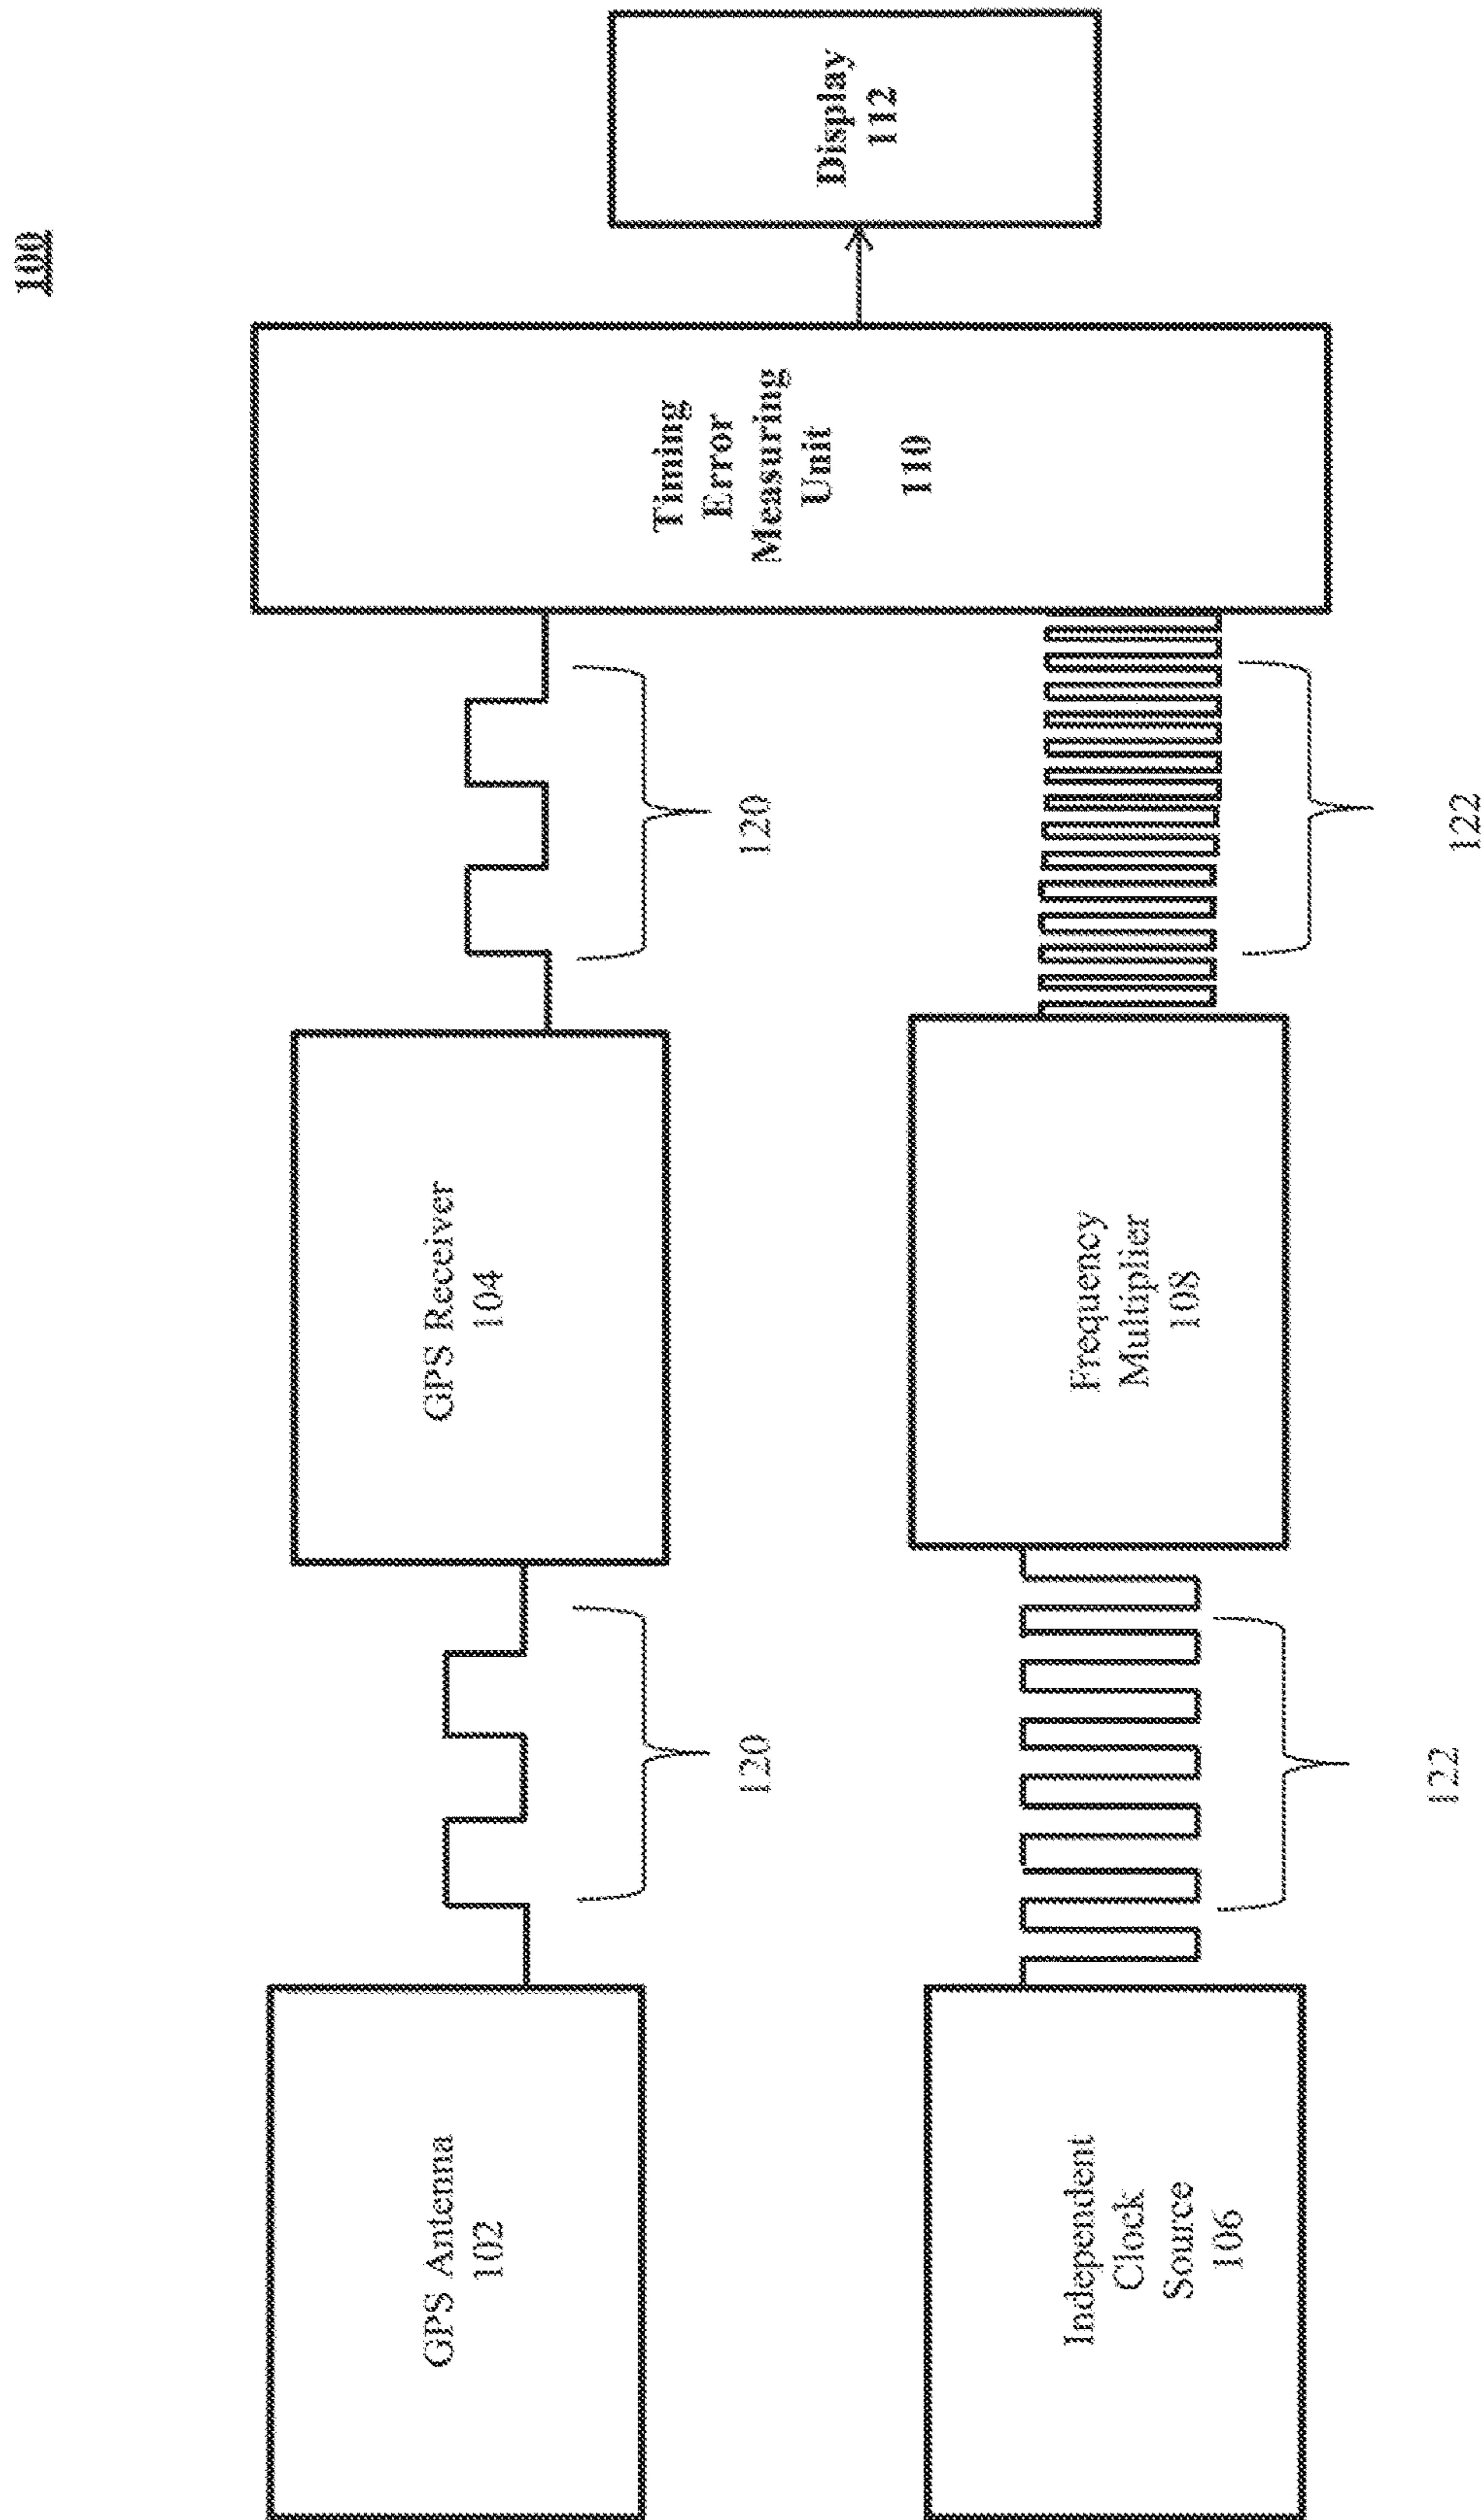 100
GPS Antenna
102
120
GPS Receiver
104
120
Independent
Clock
Source
106
122
Frequency
Multiplier
108
122
Timing
Error
Measuring
Unit
110
Display
112